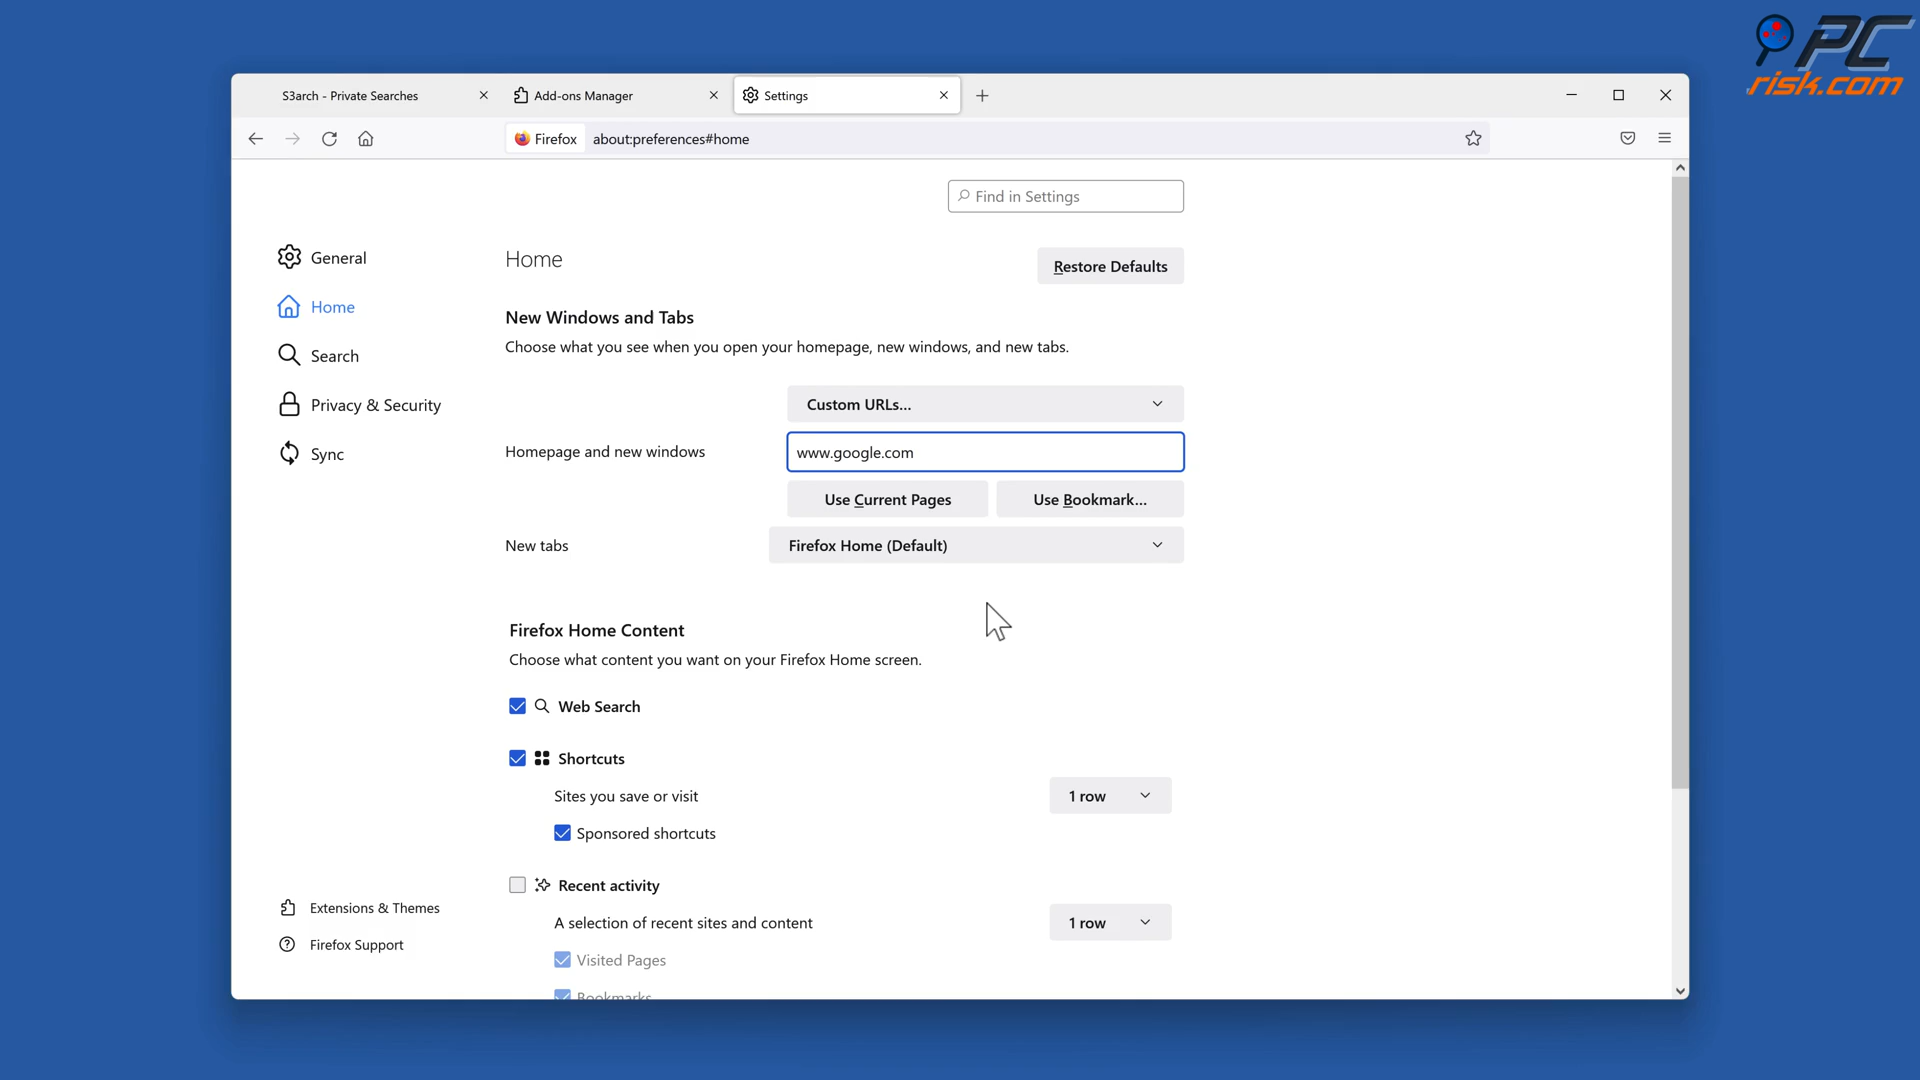 PC
risk.com
S3arch - Private Searches
Add-ons Manager
Settings
Firefox
about:preferences#home
Find in Settings
General
Home
Search
Privacy & Security
Sync
Home
Restore Defaults
New Windows and Tabs
Choose what you see when you open your homepage, new windows, and new tabs.
Custom URLs...
Homepage and new windows
www.google.com
Use Current Pages
Use Bookmark...
New tabs
Firefox Home (Default)
Firefox Home Content
Choose what content you want on your Firefox Home screen.
Web Search
Shortcuts
Sites you save or visit
1 row
Sponsored shortcuts
Recent activity
A selection of recent sites and content
1 row
Visited Pages
Bookmarks
Extensions & Themes
Firefox Support